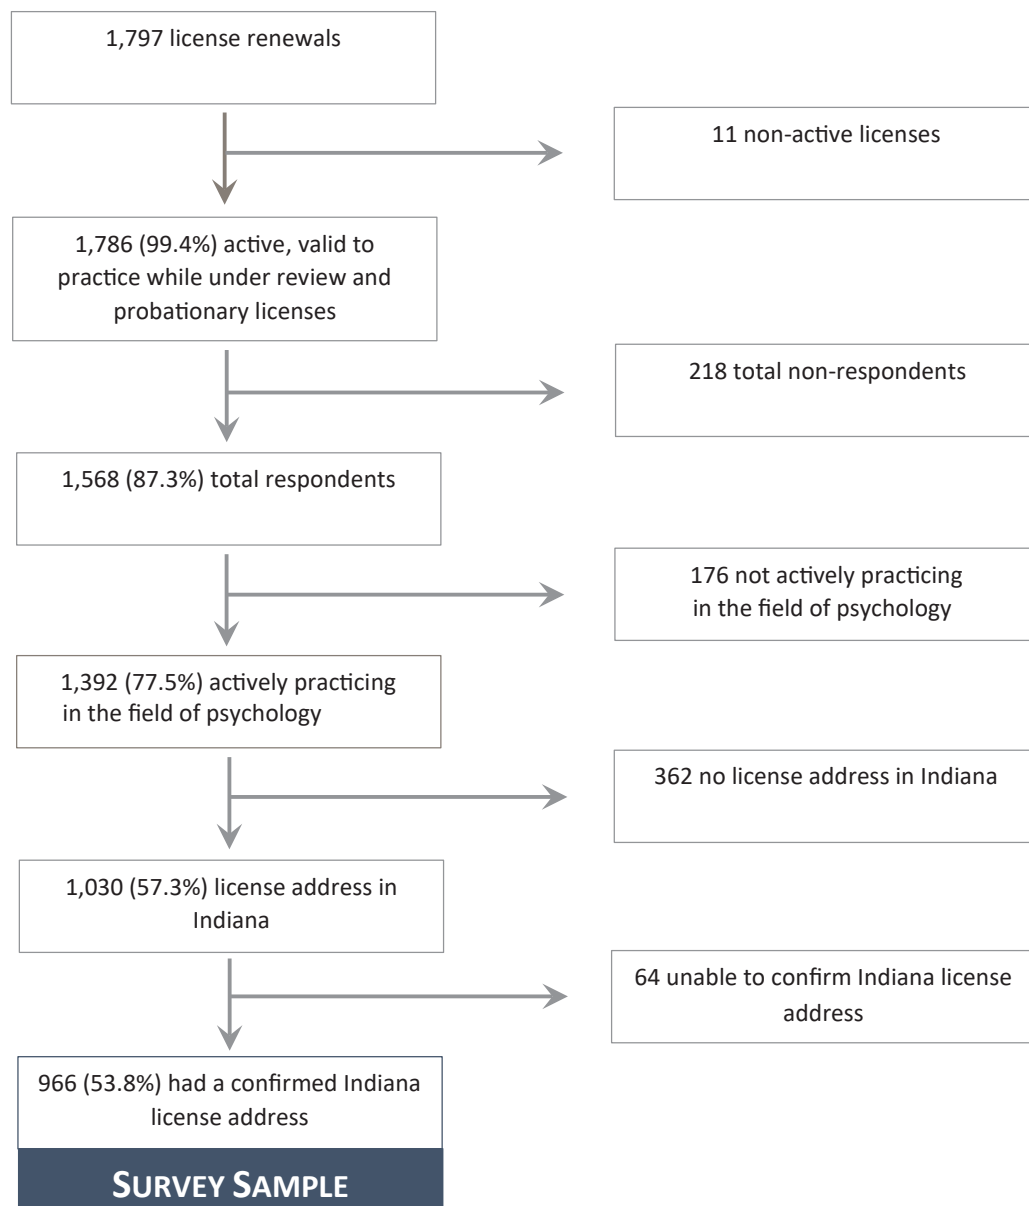 1,797 license renewals
11 non-active licenses
1,786 (99.4%) active, valid to
practice while under review and
probationary licenses
218 total non-respondents
1,568 (87.3%) total respondents
176 not actively practicing
in the field of psychology
1,392 (77.5%) actively practicing
in the field of psychology
362 no license address in Indiana
1,030 (57.3%) license address in
Indiana
64 unable to confirm Indiana license
address
966 (53.8%) had a confirmed Indiana
license address
SURVEY SAMPLE